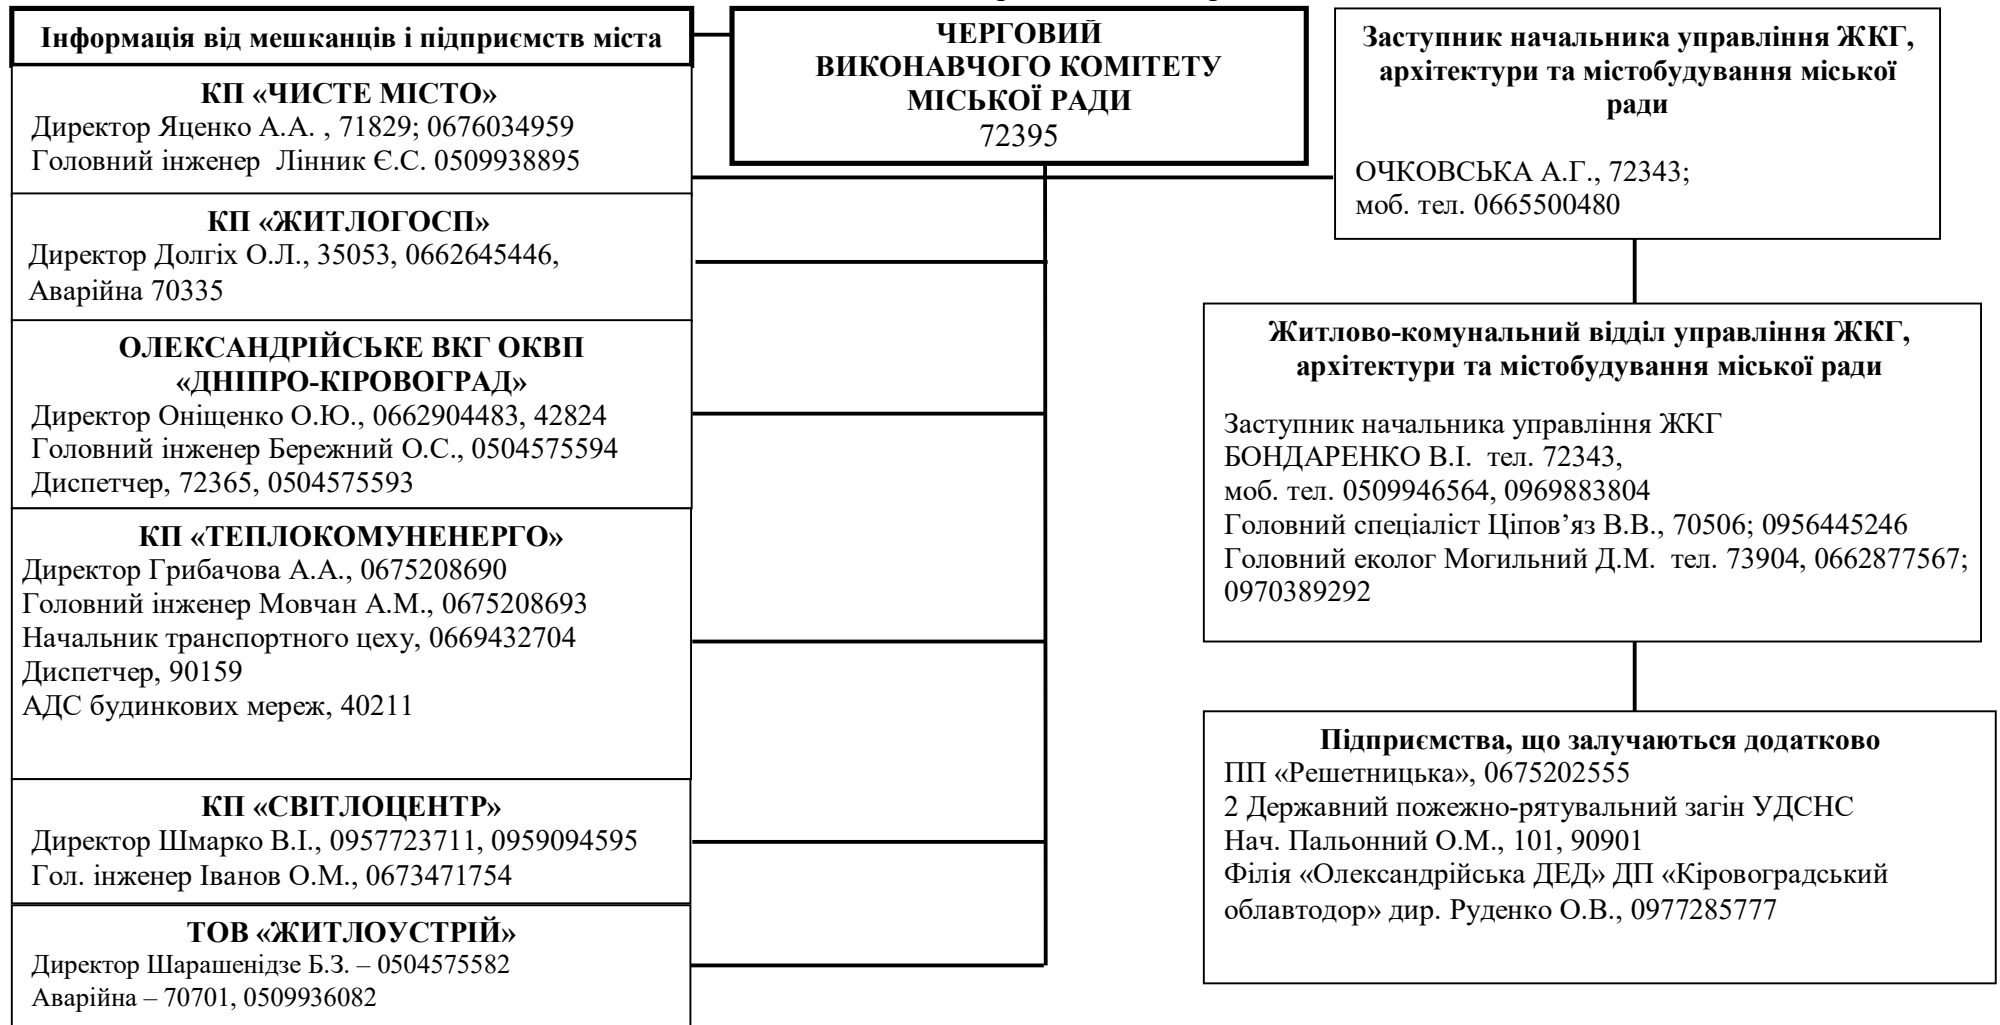 Інформація від мешканців і підприємств міста
КП «ЧИСТЕ МІСТО»
Директор Яценко А.А. , 71829; 0676034959
Головний інженер Лінник Є.С. 0509938895
КП «ЖИТЛОГОСП»
Директор Долгіх О.Л., 35053, 0662645446,
Аварійна 70335
ОЛЕКСАНДРІЙСЬКЕ ВКГ ОКВП
«ДНІПРО-КІРОВОГРАД»
Директор Оніщенко О.Ю., 0662904483, 42824
Головний інженер Бережний О.С., 0504575594
Диспетчер, 72365, 0504575593
КП «ТЕПЛОКОМУНЕНЕРГО»
Директор Грибачова А.А., 0675208690
Головний інженер Мовчан А.М., 0675208693
Начальник транспортного цеху, 0669432704
Диспетчер, 90159
АДС будинкових мереж, 40211
КП «СВІТЛОЦЕНТР»
Директор Шмарко В.І., 0957723711, 0959094595
Гол. інженер Іванов О.М., 0673471754
ТОВ «ЖИТЛОУСТРІЙ»
Директор Шарашенідзе Б.З. – 0504575582
Аварійна – 70701, 0509936082
ЧЕРГОВИЙ
ВИКОНАВЧОГО КОМІТЕТУ
МІСЬКОЇ РАДИ
72395
Заступник начальника управління ЖКГ,
архітектури та містобудування міської
ради
ОЧКОВСЬКА А.Г., 72343;
моб. тел. 0665500480
Житлово-комунальний відділ управління ЖКГ,
архітектури та містобудування міської ради
Заступник начальника управління ЖКГ
БОНДАРЕНКО В.І. тел. 72343,
моб. тел. 0509946564, 0969883804
Головний спеціаліст Ціпов’яз В.В., 70506; 0956445246
Головний еколог Могильний Д.М. тел. 73904, 0662877567;
0970389292
Підприємства, що залучаються додатково
ПП «Решетницька», 0675202555
2 Державний пожежно-рятувальний загін УДСНС
Нач. Пальонний О.М., 101, 90901
Філія «Олександрійська ДЕД» ДП «Кіровоградський
облавтодор» дир. Руденко О.В., 0977285777